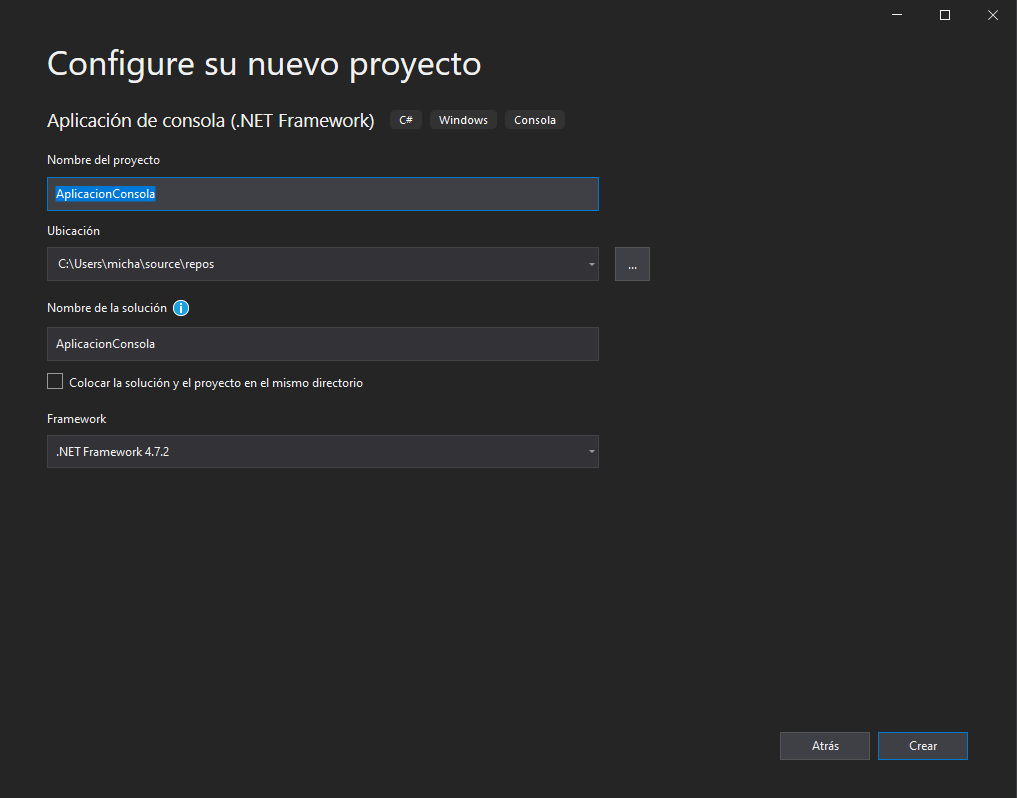 Configure su nuevo proyecto
Aplicación de consola (.NET Framework) C# Windows Consola
Nombre del proyecto
AplicacionConsola
Ubicación
C:\Users\micha\source\repos
...
Nombre de la solución
AplicacionConsola
Colocar la solución y el proyecto en el mismo directorio
Framework
.NET Framework 4.7.2
Atrás Crear